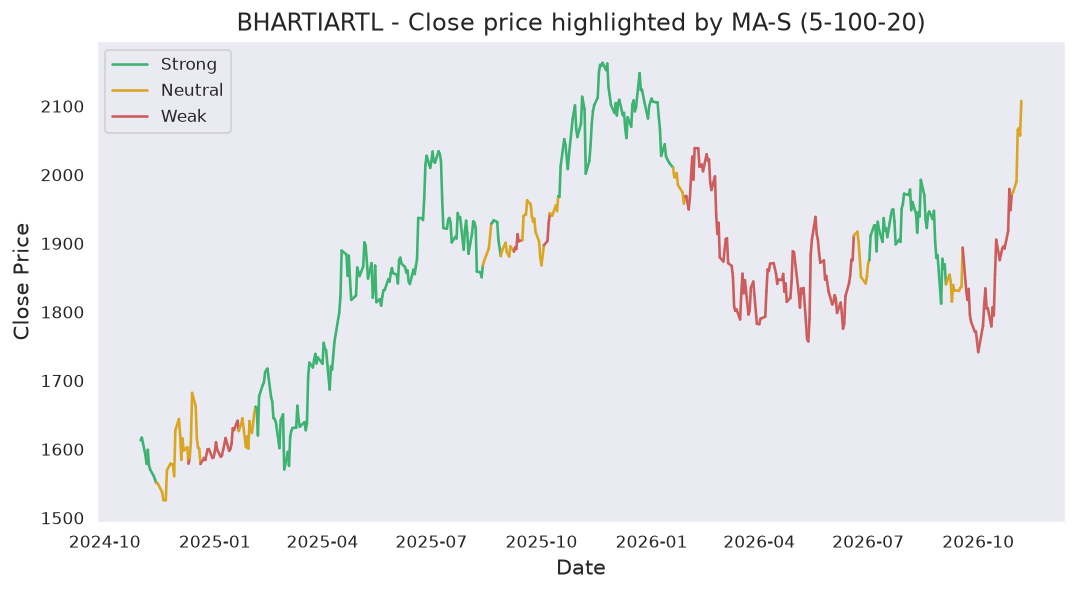 BHARTIARTL - Close price highlighted by MA-S (5-100-20)
Strong
Neutral
Weak
Close Price
2100
2000
1900
1800
1700
1600
1500
2024-10
2025-01
2025-04
2025-07
2025-10
2026-01
2026-04
2026-07
2026-10
Date